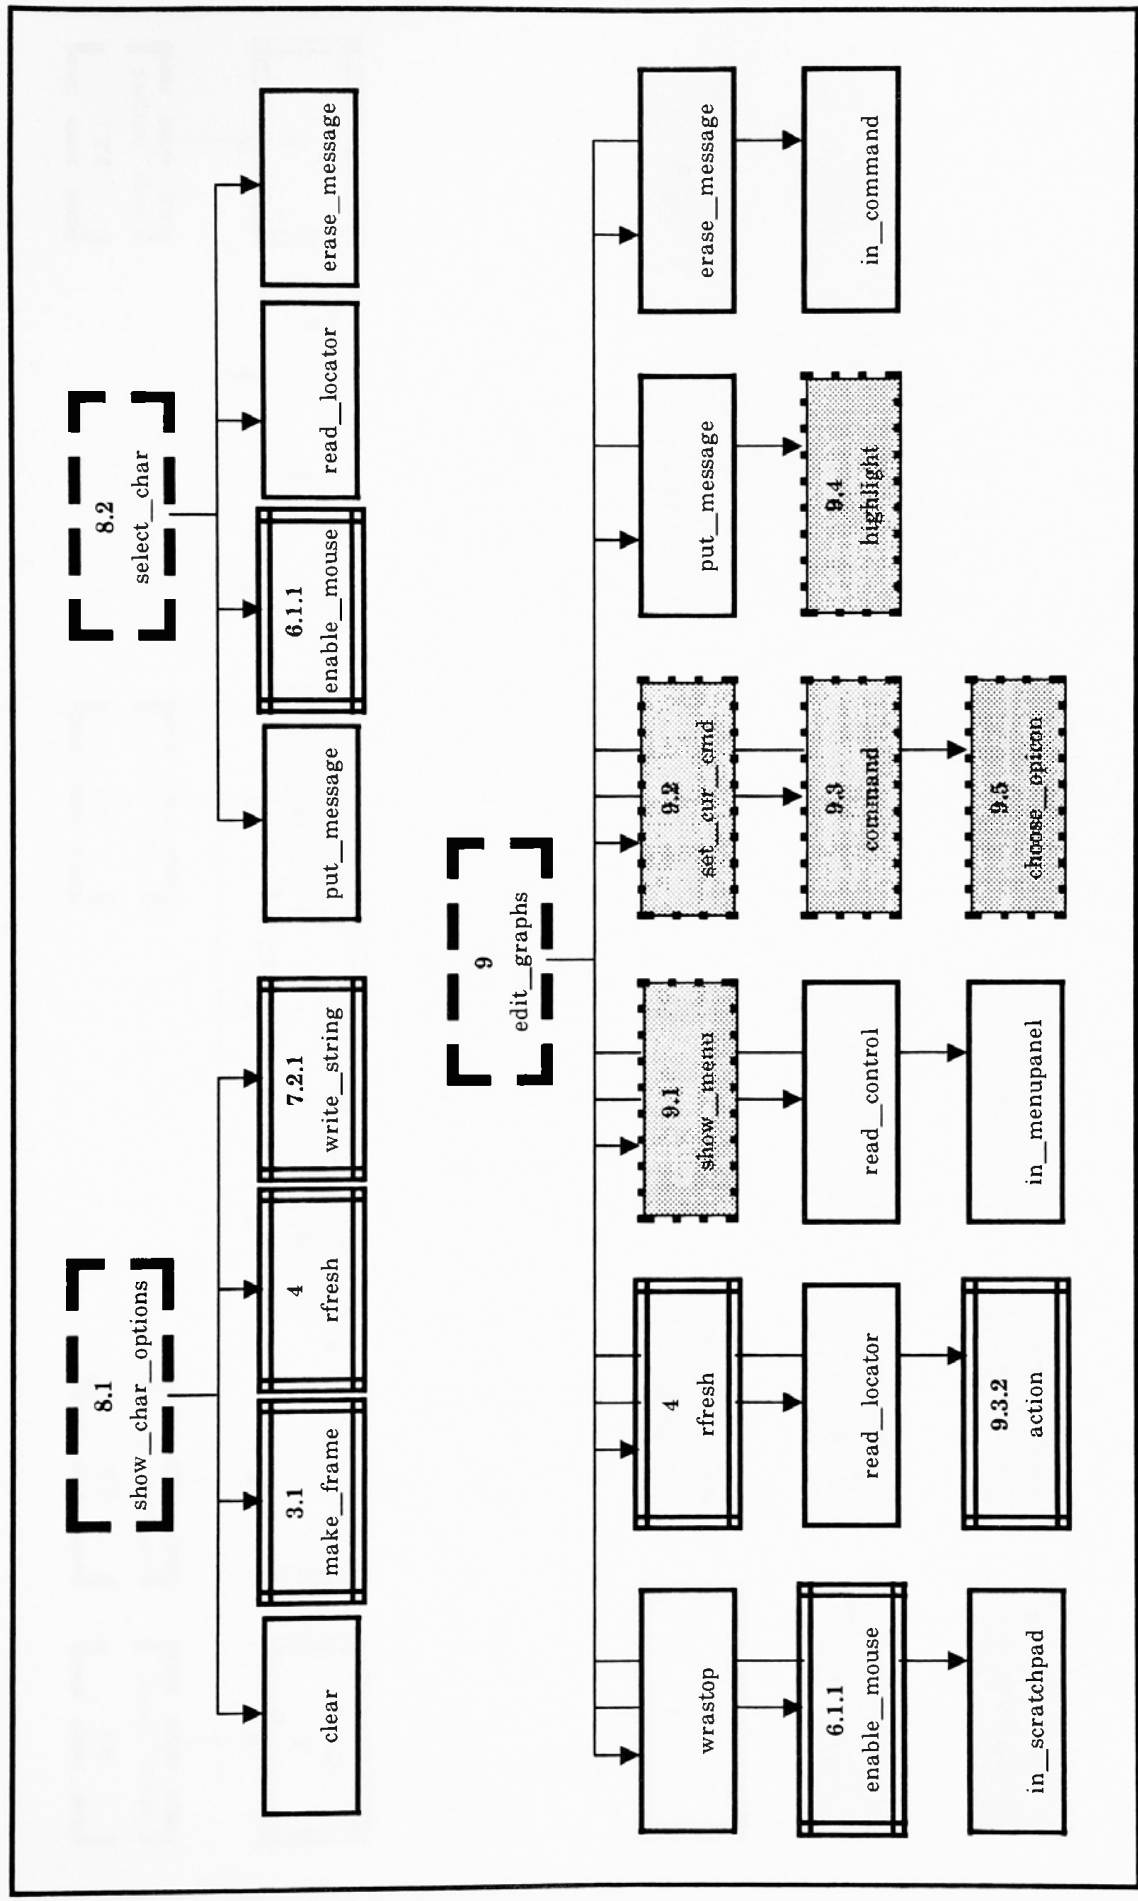 8.1
show__char__options
clear
3.1
make__frame
4
rfresh
7.2.1
write__string
8.2
select__char
put__message
6.1.1
enable__mouse
read__locator
erase__message
9
edit__graphs
wrastop
4
rfresh
9.1
show__menu
9.2
set__cur__cmd
put__message
erase__message
6.1.1
enable__mouse
read__locator
read__control
9.3
command
9.4
highlight
in__command
in__scratchpad
9.3.2
action
in__menupanel
9.5
choose__opicon